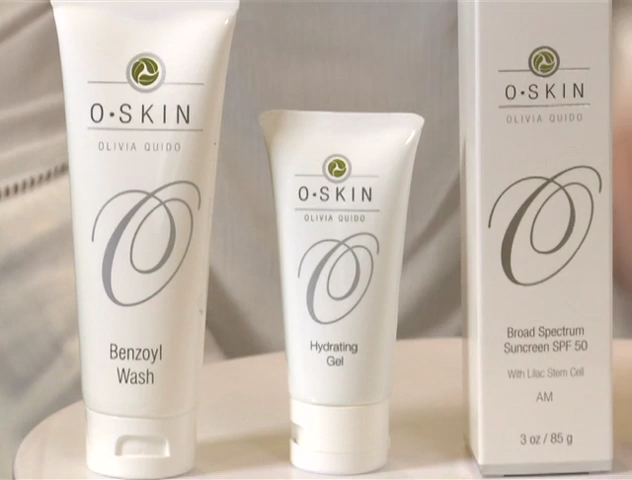 O•SKIN
OLIVIA QUIDO
Benzoyl
Wash
O•SKIN
OLIVIA QUIDO
Hydrating
Gel
O•SKIN
OLIVIA QUIDO
Broad Spectrum
Suncreen SPF 50
With Lilac Stem Cell
AM
3 oz / 85 g